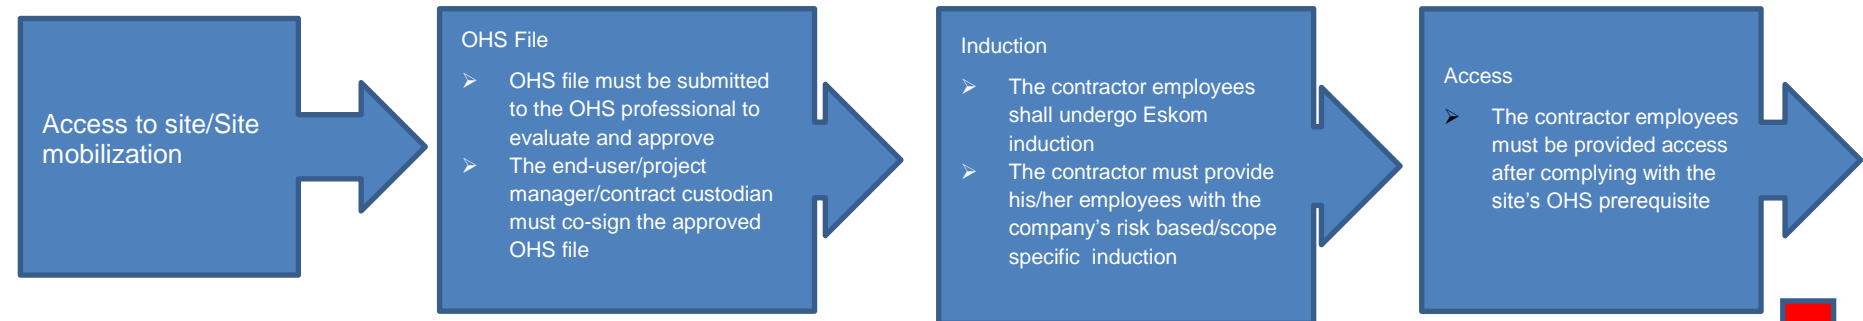 Access to site/Site
mobilization
OHS File
➢ OHS file must be submitted
to the OHS professional to
evaluate and approve
➢ The end-user/project
manager/contract custodian
must co-sign the approved
OHS file
Induction
➢ The contractor employees
shall undergo Eskom
induction
➢ The contractor must provide
his/her employees with the
company’s risk based/scope
specific induction
Access
➢ The contractor employees
must be provided access
after complying with the
site’s OHS prerequisite